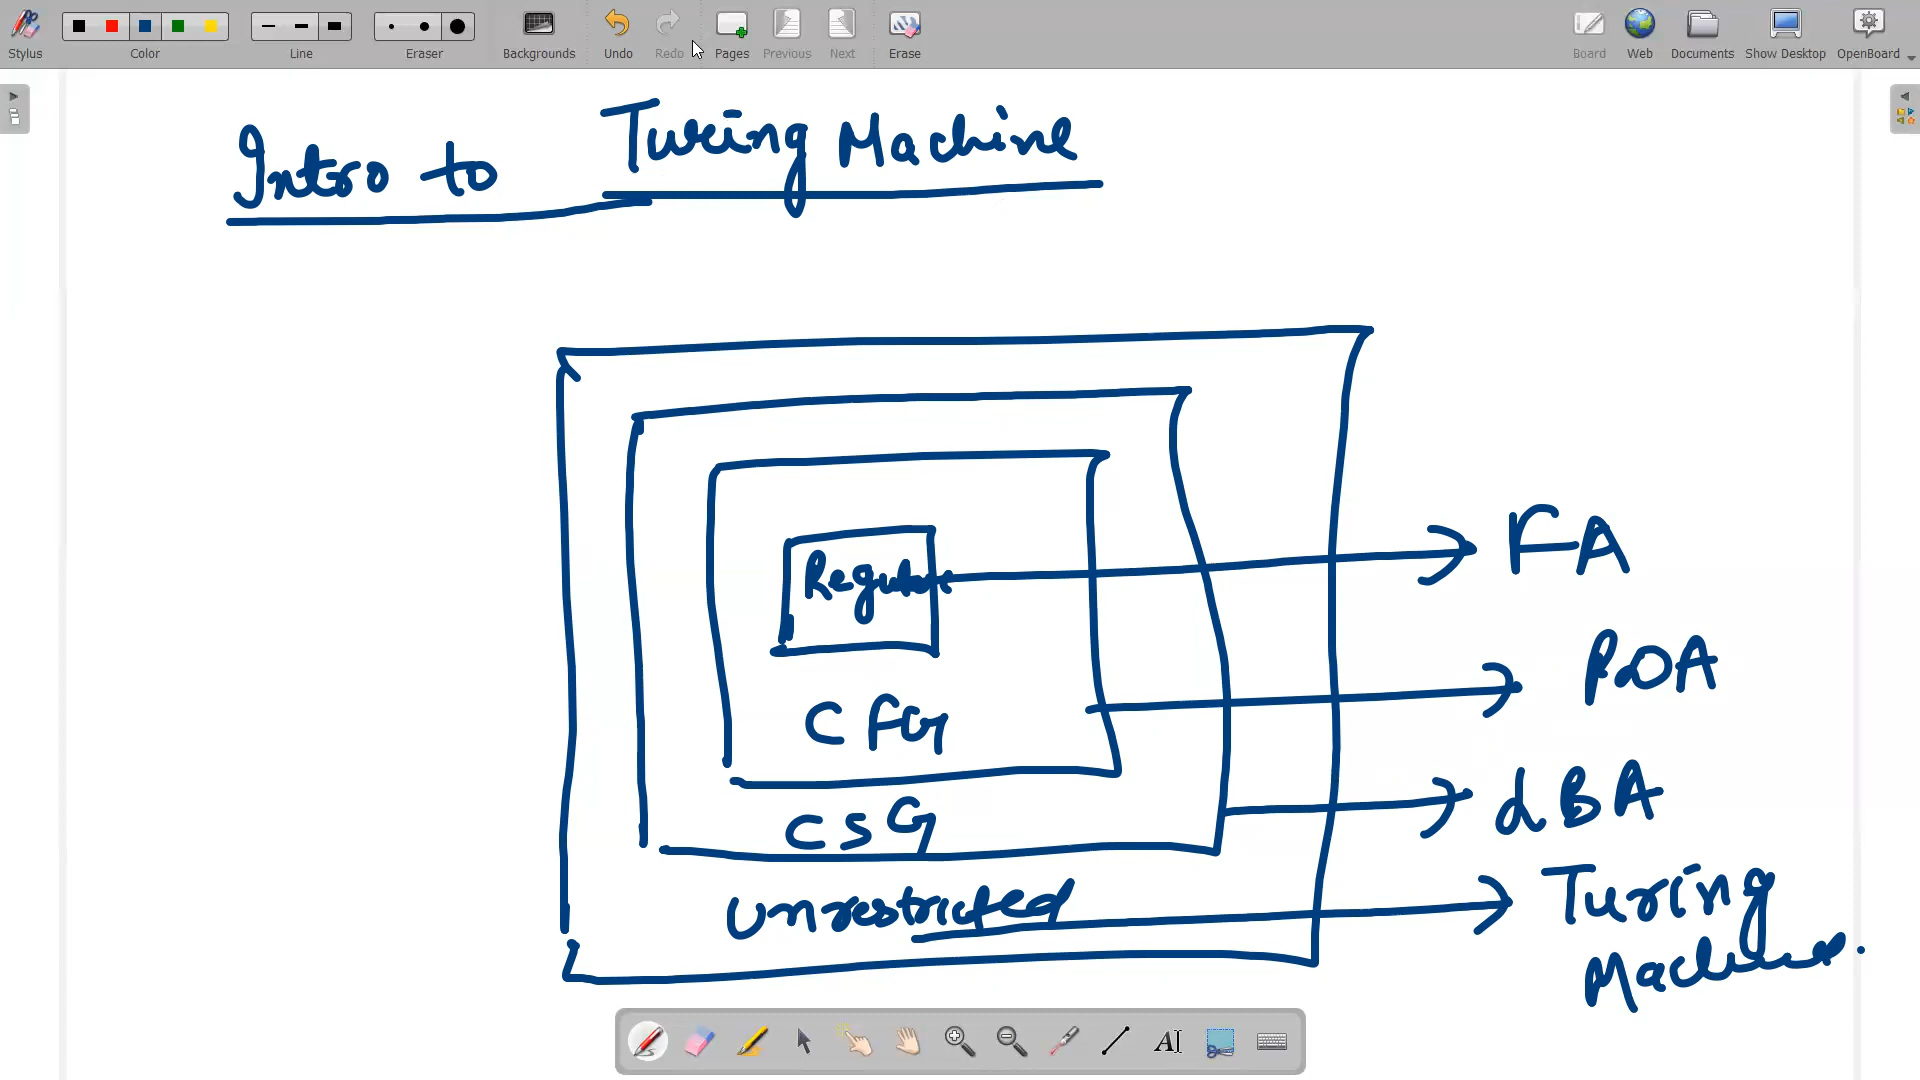 Stylus Color Line Eraser Backgrounds Undo Redo Pages Previous Next Erase Board Web Documents Show Desktop OpenBoard
Intro to Turing Machine
Regular
FA
CFG
PDA
CSG
LBA
Unrestricted
Turing
Machine.